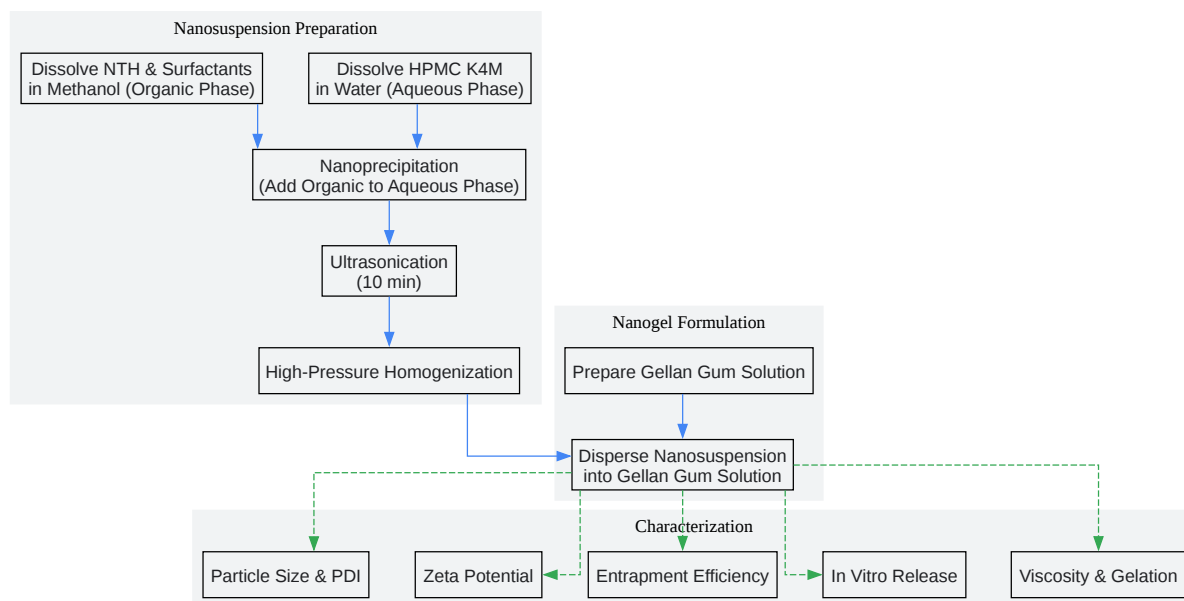 Nanosuspension Preparation
Dissolve NTH & Surfactants
in Methanol (Organic Phase)
Dissolve HPMC K4M
in Water (Aqueous Phase)
Nanoprecipitation
(Add Organic to Aqueous Phase)
Ultrasonication
(10 min)
High-Pressure Homogenization
Nanogel Formulation
Prepare Gellan Gum Solution
Disperse Nanosuspension
into Gellan Gum Solution
Characterization
Particle Size & PDI
Zeta Potential
Entrapment Efficiency
In Vitro Release
Viscosity & Gelation